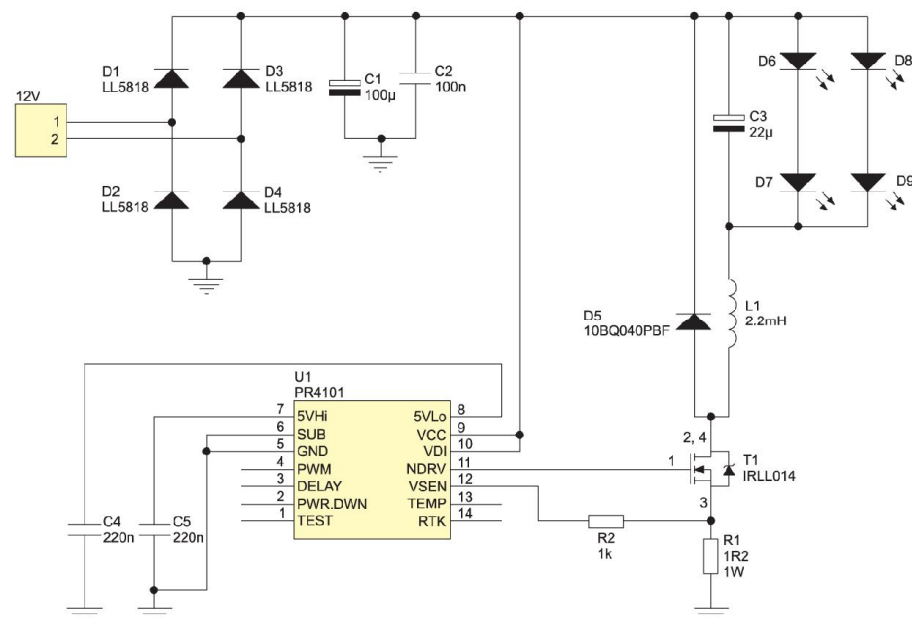 12V
1
2
D1
LL5818
D3
LL5818
D2
LL5818
D4
LL5818
C1
100µ
C2
100n
C3
22µ
D6
D8
D7
D9
D5
10BQ040PBF
L1
2.2mH
U1
PR4101
7 5VHi
6 SUB
5 GND
4 PWM
3 DELAY
2 PWR.DWN
1 TEST
5VLo 8
VCC 9
VDI 10
NDRV 11
VSEN 12
TEMP 13
RTK 14
C4
220n
C5
220n
2, 4
1
3
T1
IRLL014
R2
1k
R1
1R2
1W